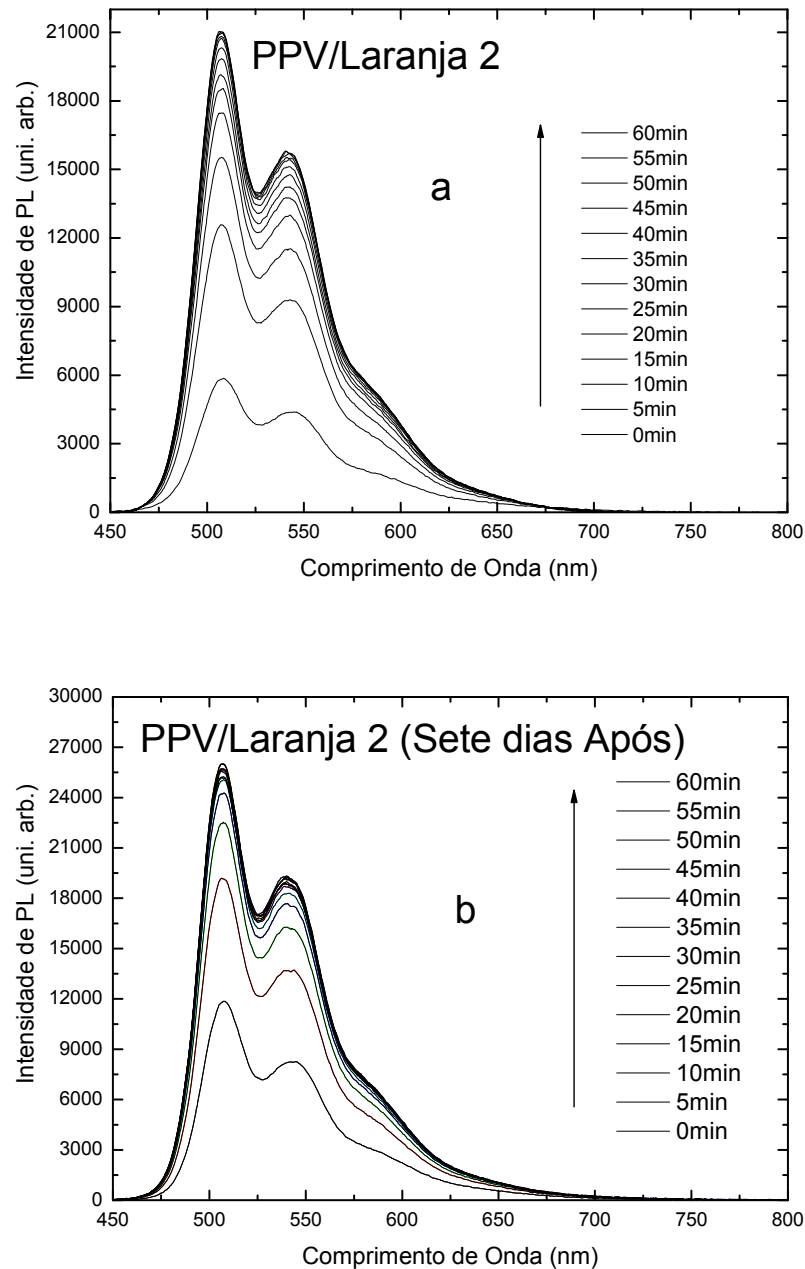 21000
18000
15000
12000
9000
6000
3000
0
Intensidade de PL (uni. arb.)
PPV/Laranja 2
a
60min
55min
50min
45min
40min
35min
30min
25min
20min
15min
10min
5min
0min
450 500 550 600 650 700 750 800
Comprimento de Onda (nm)
30000
27000
24000
21000
18000
15000
12000
9000
6000
3000
0
Intensidade de PL (uni. arb.)
PPV/Laranja 2 (Sete dias Após)
b
60min
55min
50min
45min
40min
35min
30min
25min
20min
15min
10min
5min
0min
450 500 550 600 650 700 750 800
Comprimento de Onda (nm)